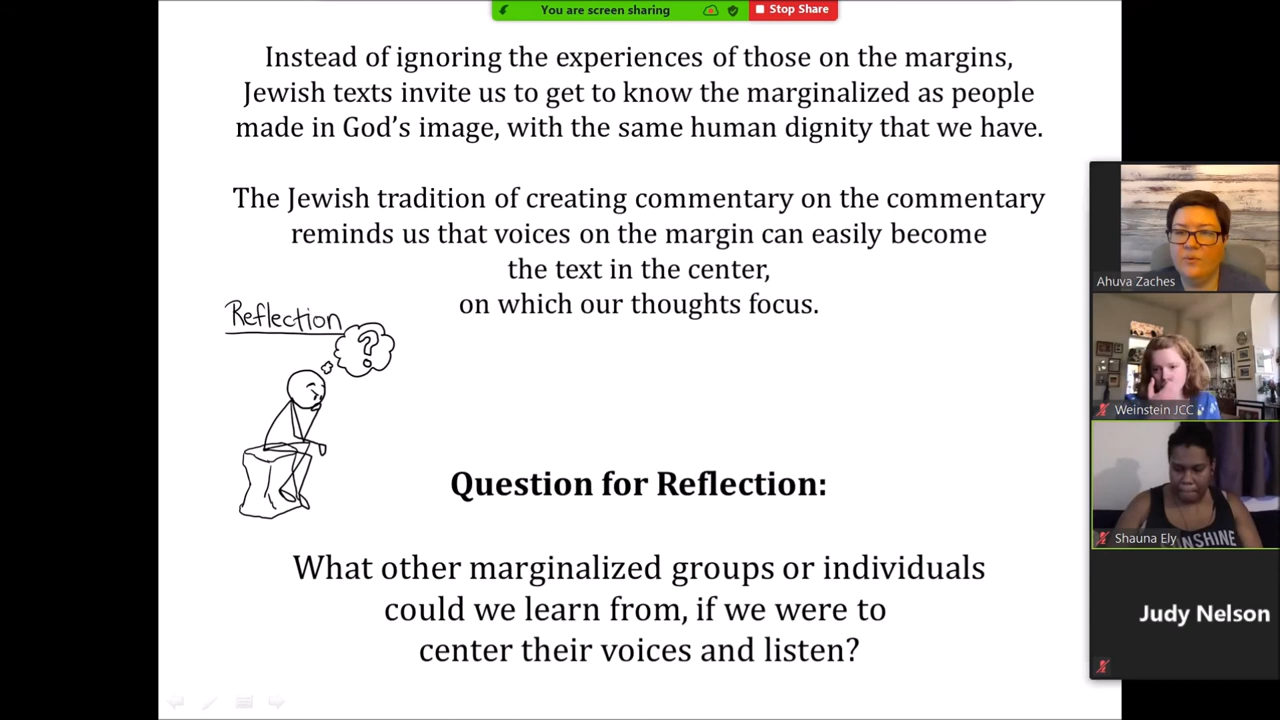 You are screen sharing
Stop Share
Instead of ignoring the experiences of those on the margins,
Jewish texts invite us to get to know the marginalized as people
made in God's image, with the same human dignity that we have.
The Jewish tradition of creating commentary on the commentary
reminds us that voices on the margin can easily become
the text in the center,
on which our thoughts focus.
Reflection
?
Question for Reflection:
What other marginalized groups or individuals
could we learn from, if we were to
center their voices and listen?
Ahuva Zaches
Weinstein JCC
Shauna Ely
SUNSHINE
Judy Nelson